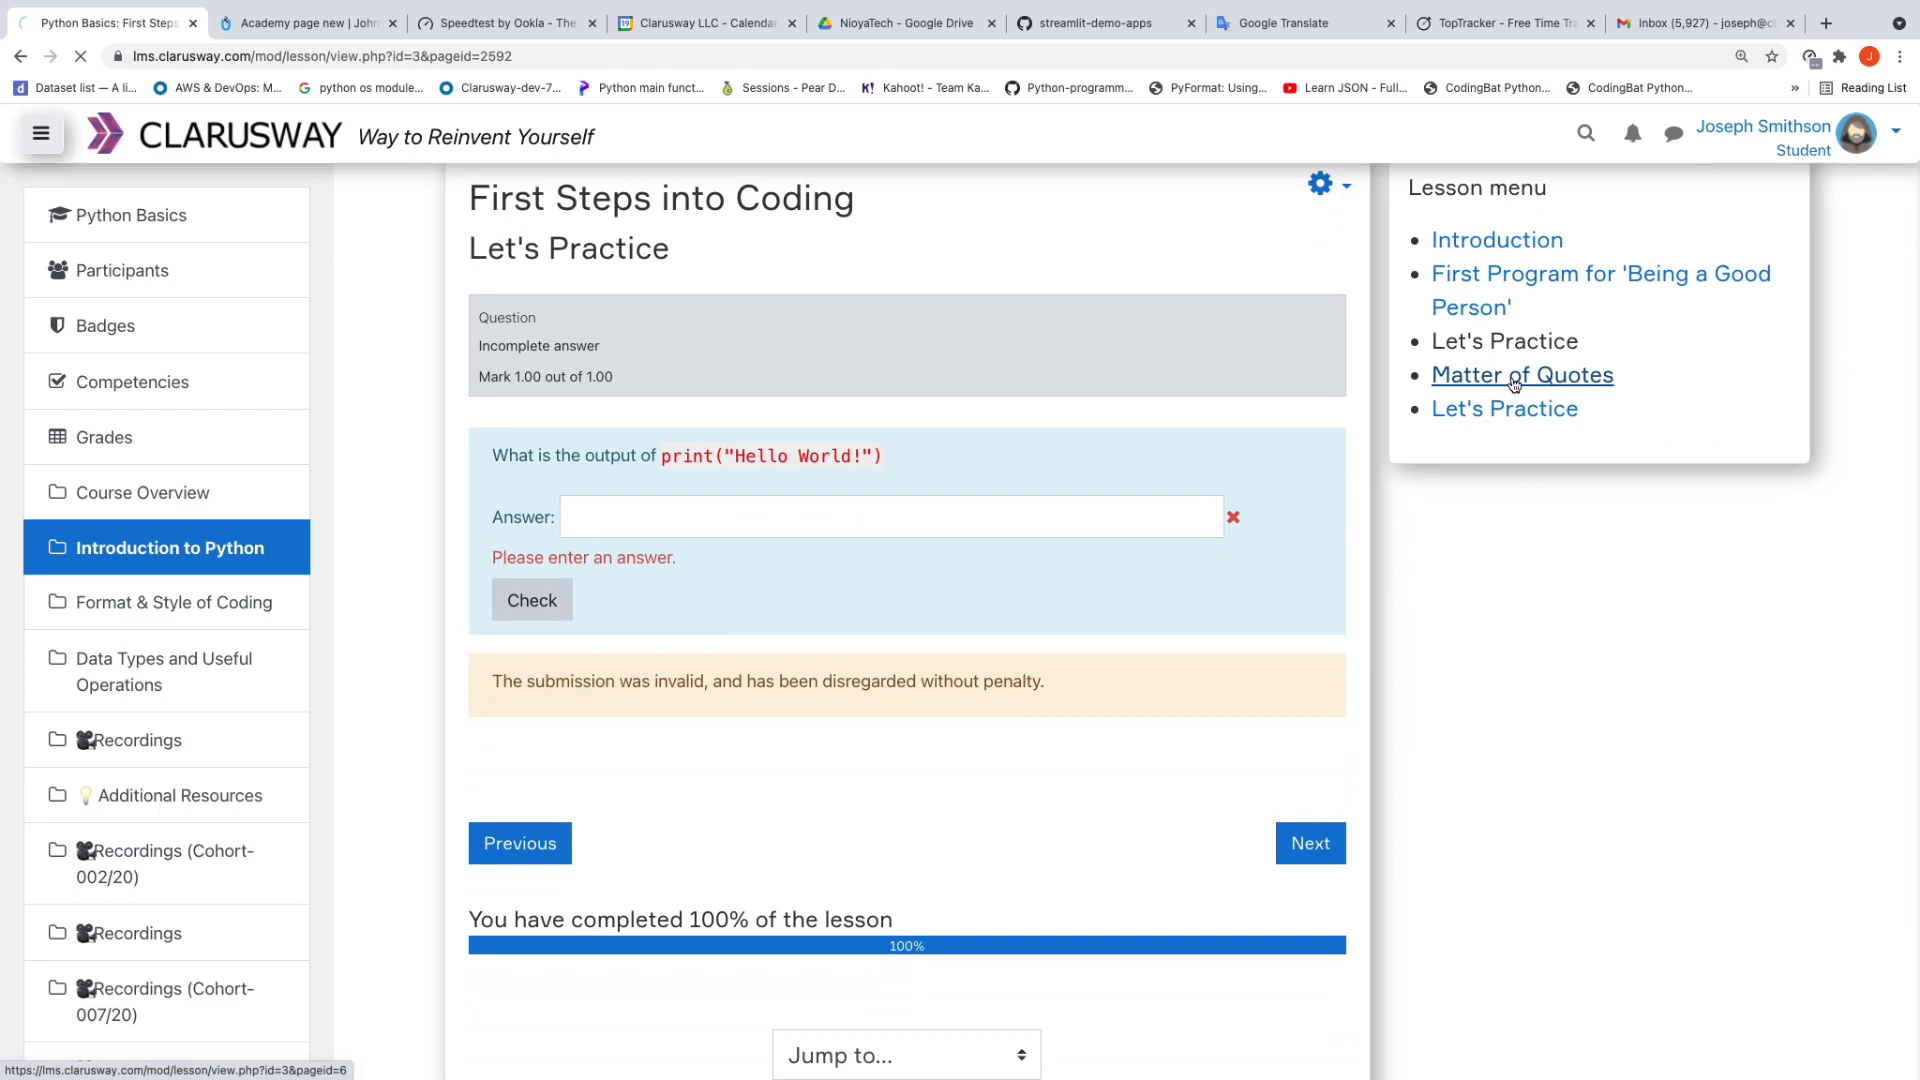 Python Basics: First Steps
Academy page new | John
Speedtest by Ookla - The
Clarusway LLC - Calendar
NioyaTech - Google Drive
streamlit-demo-apps
Google Translate
TopTracker - Free Time Tra
Inbox (5,927) - joseph@cl
lms.clarusway.com/mod/lesson/view.php?id=3&pageid=2592
Dataset list — A li...
AWS & DevOps: M...
python os module...
Clarusway-dev-7...
Python main funct...
Sessions - Pear D...
Kahoot! - Team Ka...
Python-programm...
PyFormat: Using...
Learn JSON - Full...
CodingBat Python...
CodingBat Python...
»
Reading List
CLARUSWAY Way to Reinvent Yourself
Joseph Smithson
Student
Python Basics
Participants
Badges
Competencies
Grades
Course Overview
Introduction to Python
Format & Style of Coding
Data Types and Useful
Operations
Recordings
Additional Resources
Recordings (Cohort-
002/20)
Recordings
Recordings (Cohort-
007/20)
First Steps into Coding
Let's Practice
Question
Incomplete answer
Mark 1.00 out of 1.00
What is the output of print("Hello World!")
Answer:
Please enter an answer.
Check
The submission was invalid, and has been disregarded without penalty.
Previous
Next
You have completed 100% of the lesson
100%
Jump to...
Lesson menu
Introduction
First Program for 'Being a Good
Person'
Let's Practice
Matter of Quotes
Let's Practice
https://lms.clarusway.com/mod/lesson/view.php?id=3&pageid=6